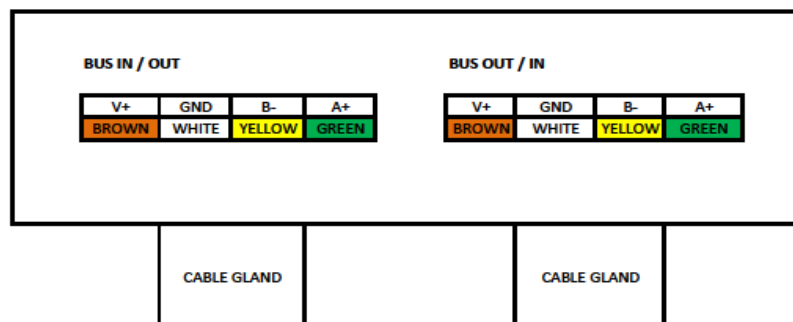 BUS IN / OUT BUS OUT / IN
V+ GND B- A+ V+ GND B- A+
BROWN WHITE YELLOW GREEN BROWN WHITE YELLOW GREEN
CABLE GLAND CABLE GLAND